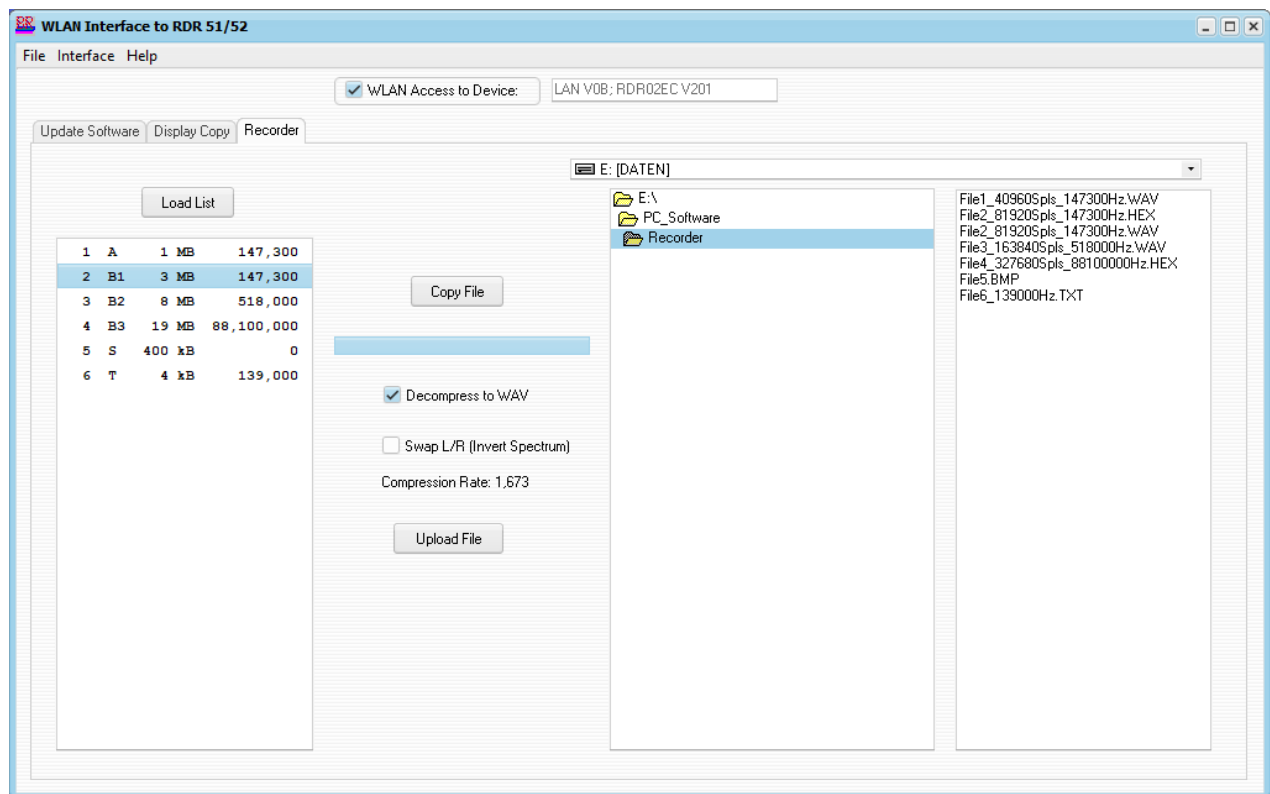 WLAN Interface to RDR 51/52
File Interface Help
WLAN Access to Device: LAN V0B; RDR02EC V201
Update Software Display Copy Recorder
E: [DATEN]
Load List
1 A 1 MB 147,300
2 B1 3 MB 147,300
3 B2 8 MB 518,000
4 B3 19 MB 88,100,000
5 S 400 kB 0
6 T 4 kB 139,000
Copy File
Decompress to WAV
Swap L/R (Invert Spectrum)
Compression Rate: 1,673
Upload File
E:\
PC_Software
Recorder
File1_40960Spls_147300Hz.WAV
File2_81920Spls_147300Hz.HEX
File2_81920Spls_147300Hz.WAV
File3_163840Spls_518000Hz.WAV
File4_327680Spls_88100000Hz.HEX
File5.BMP
File6_139000Hz.TXT